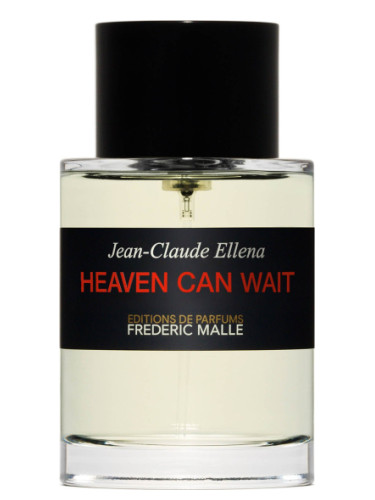 Jean-Claude Ellena
HEAVEN CAN WAIT
EDITIONS DE PARFUMS
FREDERIC MALLE